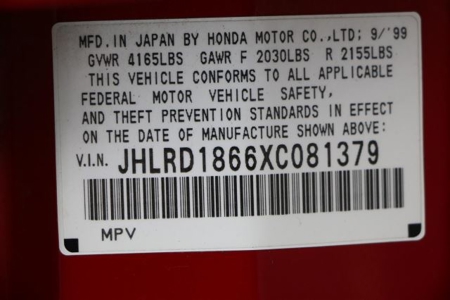 MFD. IN JAPAN BY HONDA MOTOR CO.,LTD; 9/'99
GVWR 4165LBS GAWR F 2030LBS R 2155LBS
THIS VEHICLE CONFORMS TO ALL APPLICABLE
FEDERAL MOTOR VEHICLE SAFETY,
AND THEFT PREVENTION STANDARDS IN EFFECT
ON THE DATE OF MANUFACTURE SHOWN ABOVE:
V.I.N. JHLRD1866XC081379
MPV